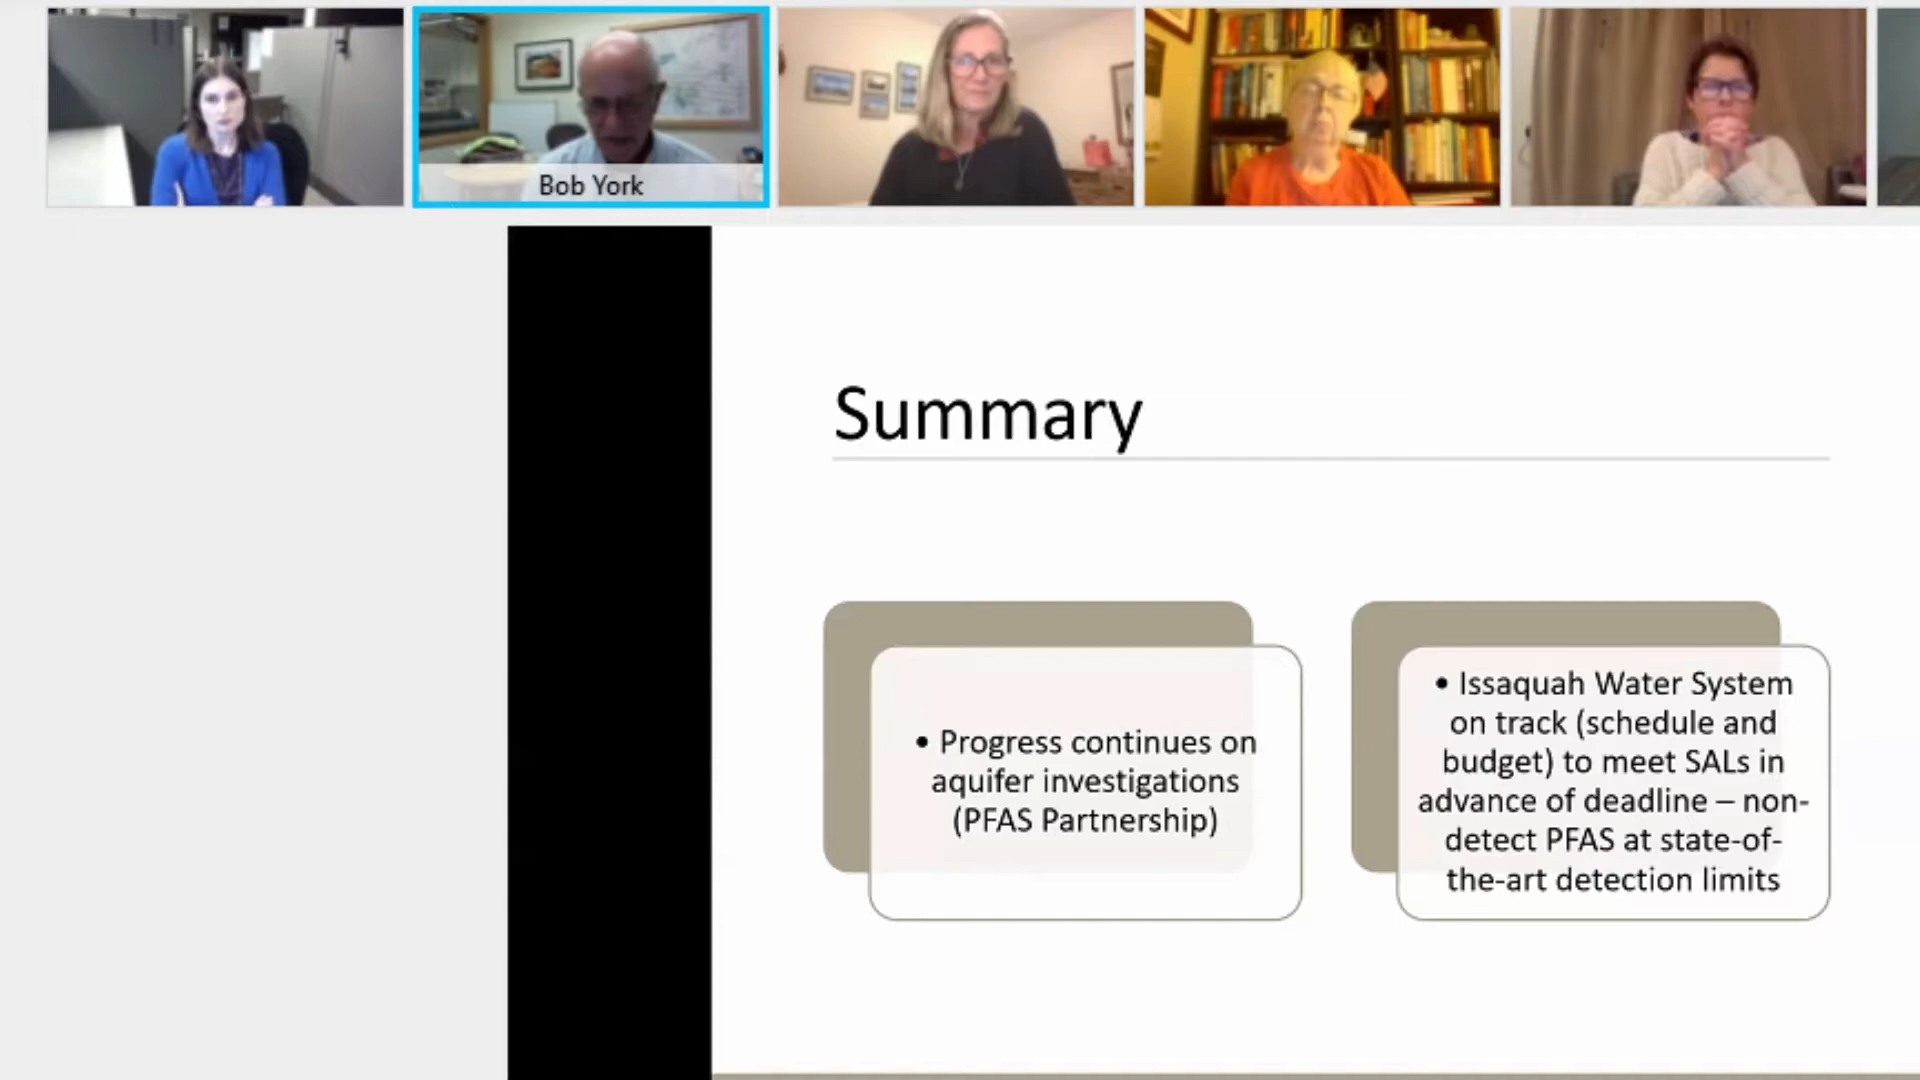 Bob York
Summary
• Progress continues on
aquifer investigations
(PFAS Partnership)
• Issaquah Water System
on track (schedule and
budget) to meet SALs in
advance of deadline – non-
detect PFAS at state-of-
the-art detection limits